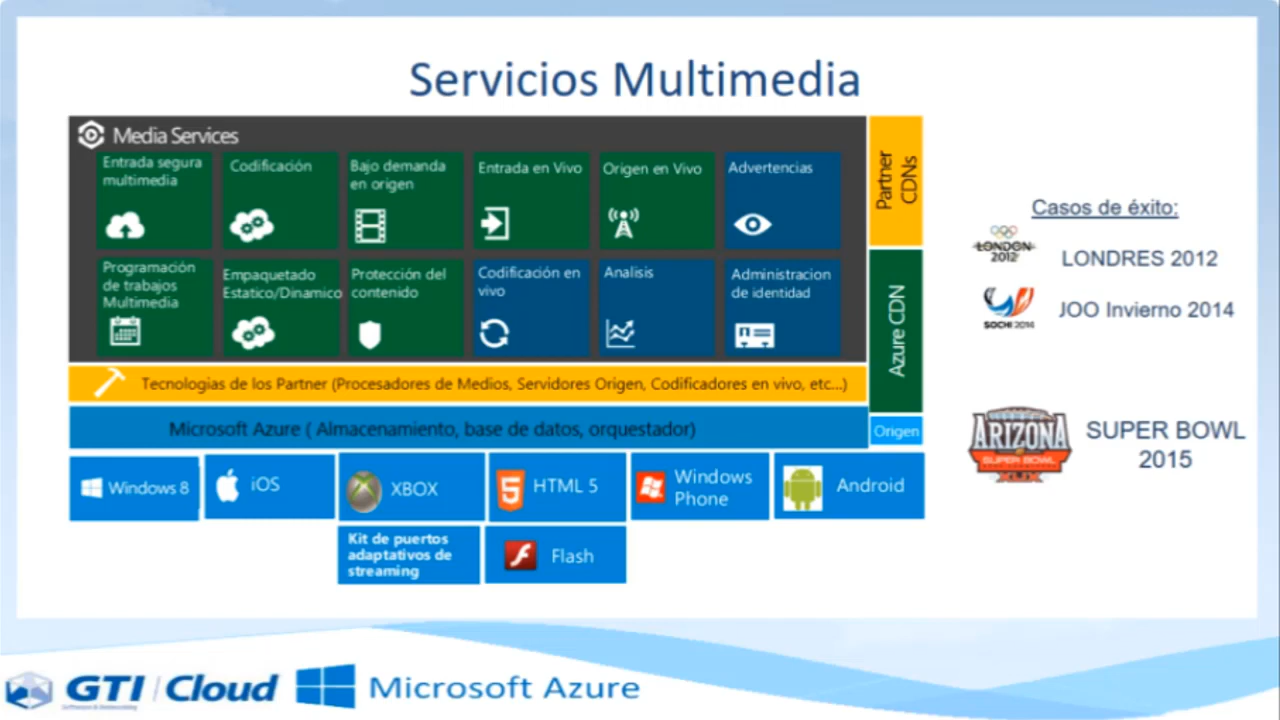 Servicios Multimedia
Media Services
Entrada segura
multimedia
Codificación
Bajo demanda
en origen
Entrada en Vivo
Origen en Vivo
Advertencias
Programación
de trabajos
Multimedia
Empaquetado
Estatico/Dinamico
Protección del
contenido
Codificación en
vivo
Analisis
Administracion
de identidad
Partner
CDNs
Azure CDN
Origen
Tecnologias de los Partner (Procesadores de Medios, Servidores Origen, Codificadores en vivo, etc...)
Microsoft Azure ( Almacenamiento, base de datos, orquestador)
Windows 8
iOS
XBOX
HTML 5
Windows
Phone
Android
Kit de puertos
adaptativos de
streaming
Flash
Casos de éxito:
LONDON
2012
LONDRES 2012
SOCHI 2014
JOO Invierno 2014
ARIZONA
SUPER BOWL
XLIX
SUPER BOWL
2015
GTI Cloud
Microsoft Azure